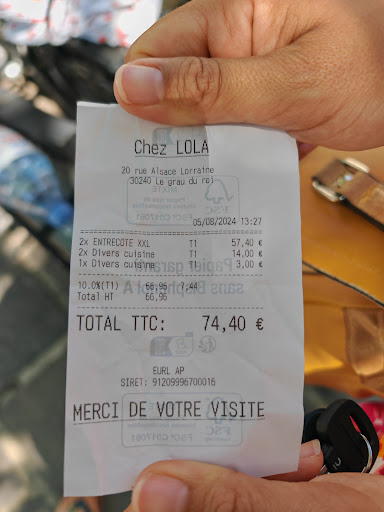 Chez LOLA
20 rue Alsace Lorraine
30240 Le grau du roi
05/08/2024 13:27
2x ENTRECOTE XXL T1 57,40 €
2x Divers cuisine T1 14,00 €
1x Divers cuisine T1 3,00 €
10.0%(T1) 66,96 7,44
Total HT 66,96
TOTAL TTC: 74,40 €
EURL AP
SIRET: 91209996700016
MERCI DE VOTRE VISITE